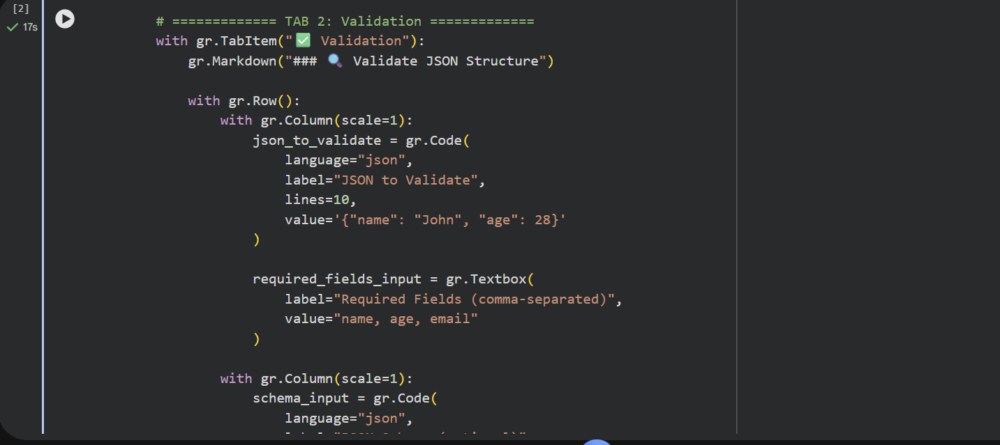 [2]
17s
# ============= TAB 2: Validation =============
with gr.TabItem("✅ Validation"):
gr.Markdown("### 🔍 Validate JSON Structure")
with gr.Row():
with gr.Column(scale=1):
json_to_validate = gr.Code(
language="json",
label="JSON to Validate",
lines=10,
value='{"name": "John", "age": 28}'
)
required_fields_input = gr.Textbox(
label="Required Fields (comma-separated)",
value="name, age, email"
)
with gr.Column(scale=1):
schema_input = gr.Code(
language="json",